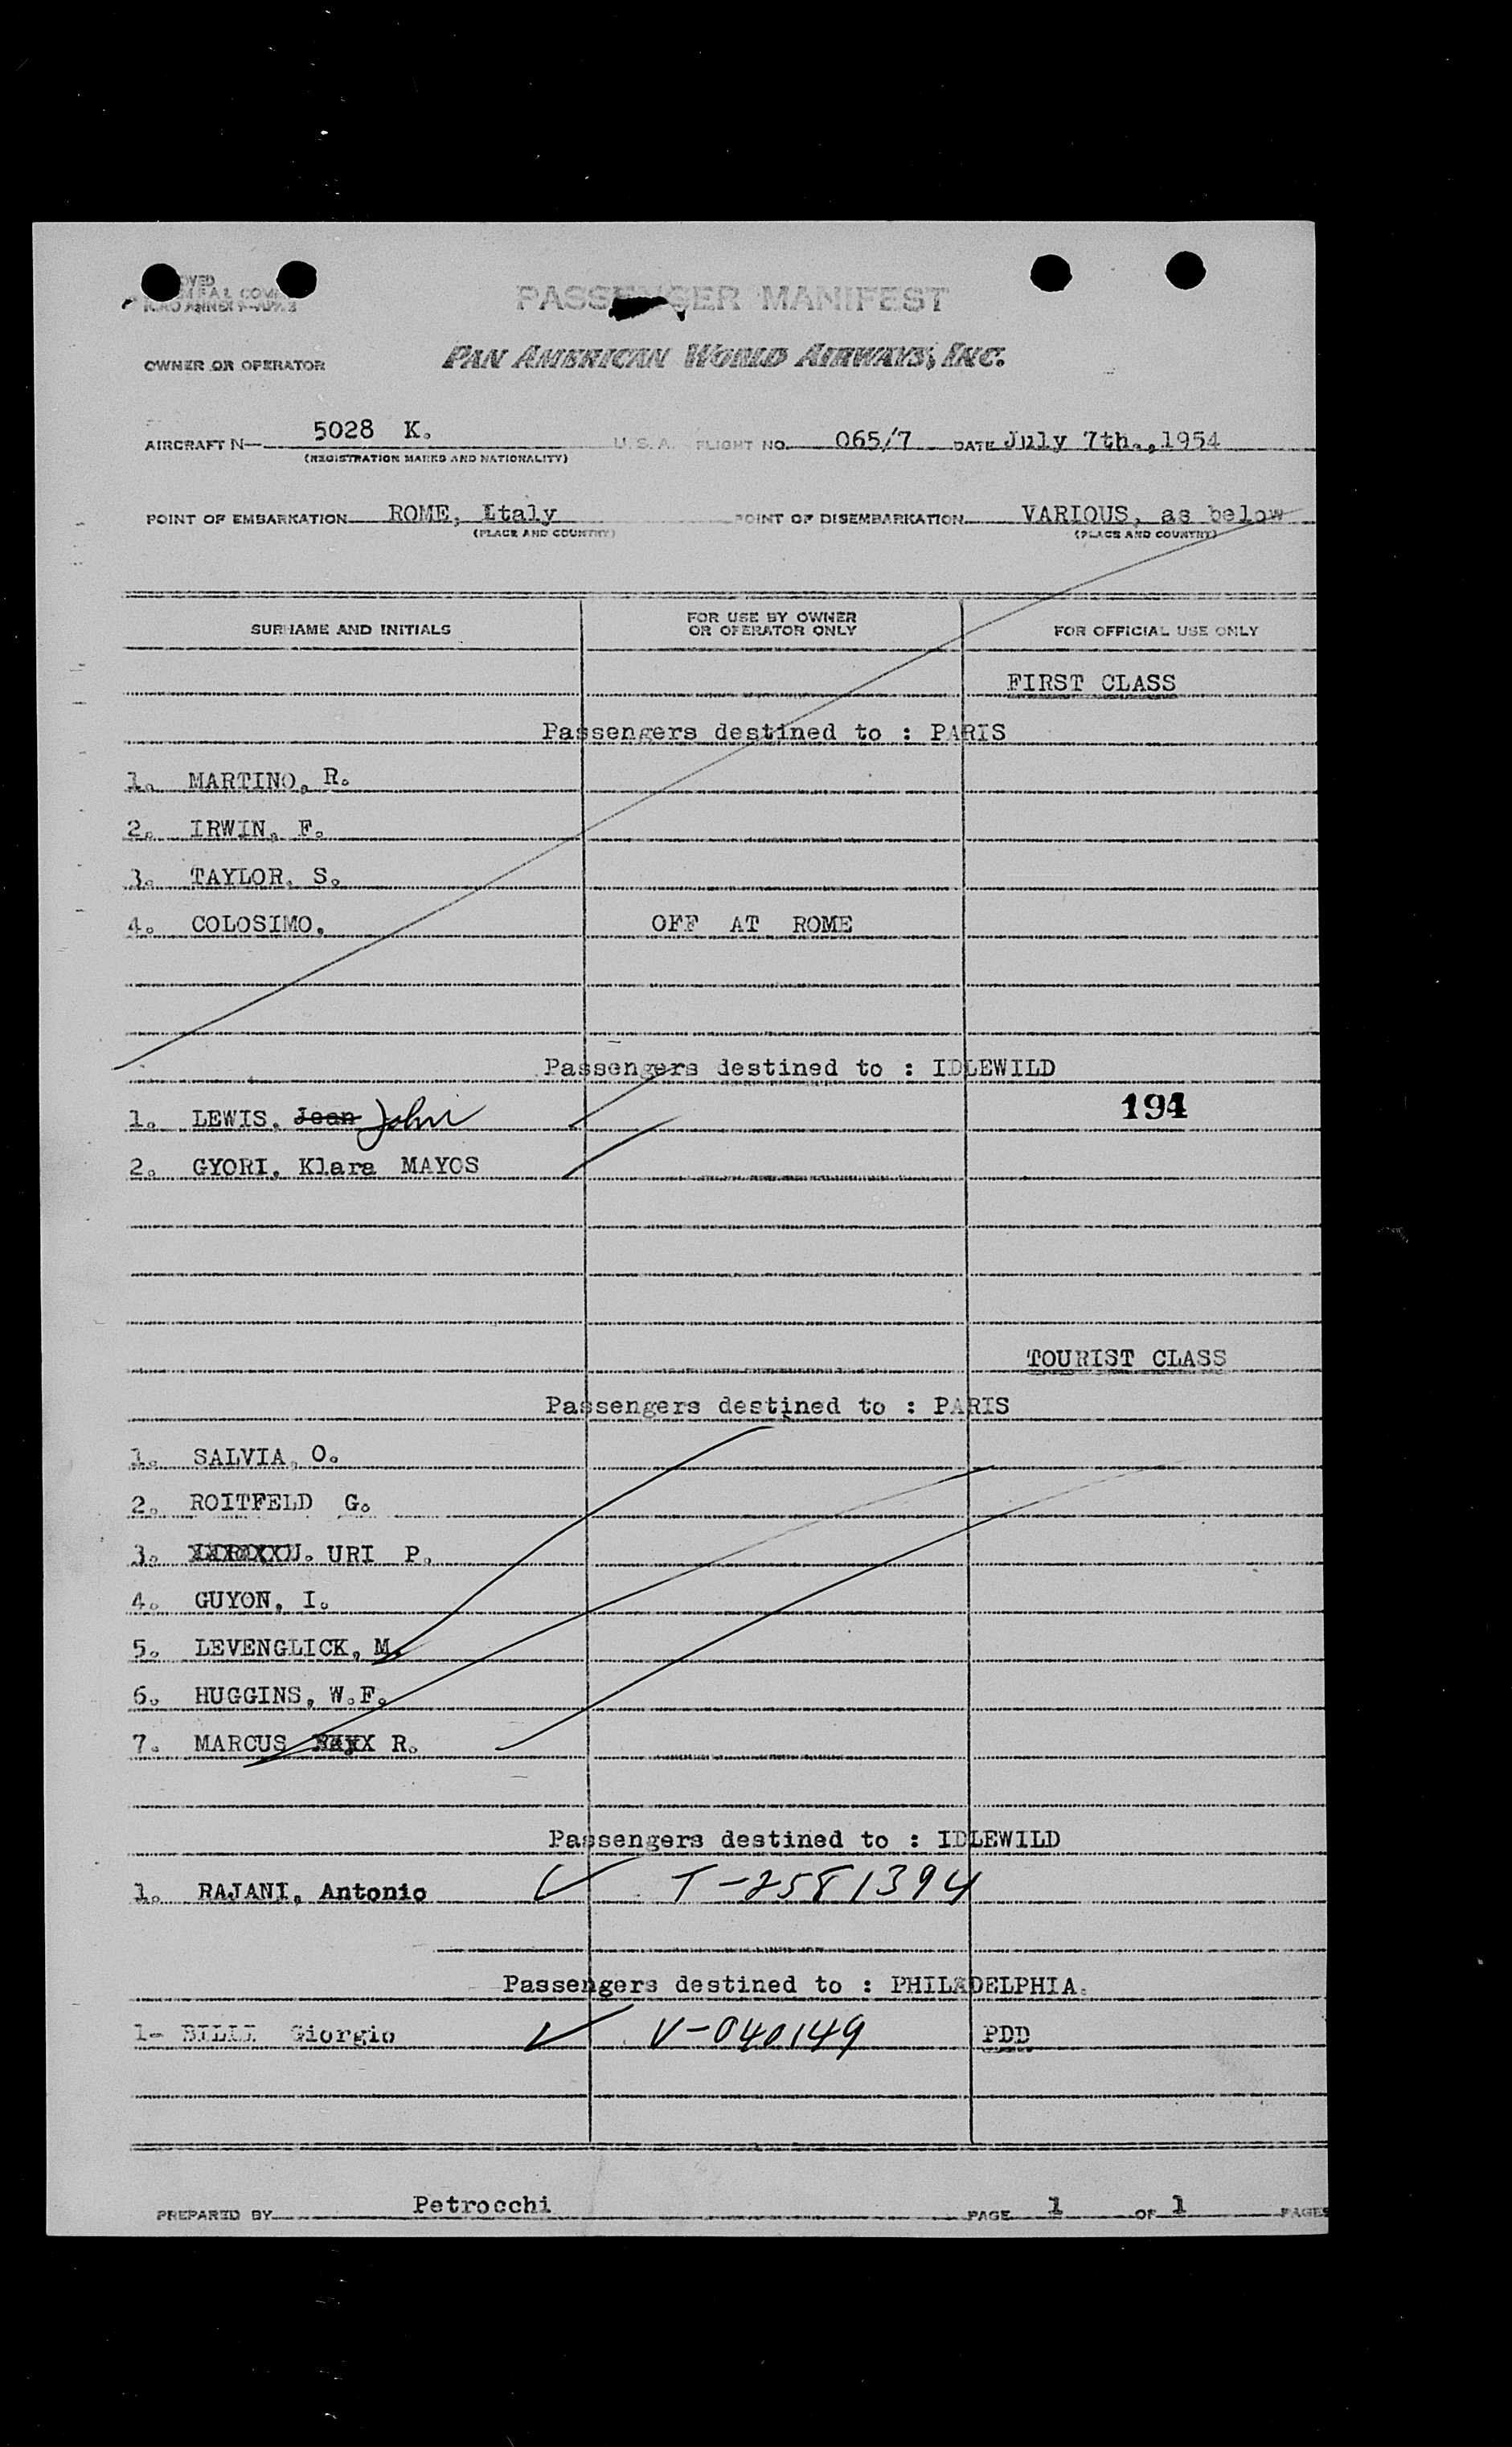 PASSENGER MANIFEST
OWNER OR OPERATOR PAN AMERICAN WORLD AIRWAYS, INC.
AIRCRAFT N— 5028 K. U.S.A. FLIGHT NO. 065/7 DATE July 7th.,1954
(REGISTRATION MARKS AND NATIONALITY)
POINT OF EMBARKATION ROME, Italy POINT OF DISEMBARKATION VARIOUS, as below
(PLACE AND COUNTRY) (PLACE AND COUNTRY)
SURNAME AND INITIALS FOR USE BY OWNER OR OPERATOR ONLY FOR OFFICIAL USE ONLY
FIRST CLASS
Passengers destined to : PARIS
1. MARTINO, R.
2. IRWIN, F.
3. TAYLOR, S.
4. COLOSIMO. OFF AT ROME
Passengers destined to : IDLEWILD
194
1. LEWIS, Jean John
2. GYORI, Klara MAYOS
TOURIST CLASS
Passengers destined to : PARIS
1. SALVIA, O.
2. ROITFELD G.
3. URI P.
4. GUYON, I.
5. LEVENGLICK, M.
6. HUGGINS, W.F.
7. MARCUS R.
Passengers destined to : IDLEWILD
1. RAJANI, Antonio T-2581394
Passengers destined to : PHILADELPHIA.
1- Giorgio V-040149 PDD
PREPARED BY Petrocchi PAGE 1 OF 1 PAGES